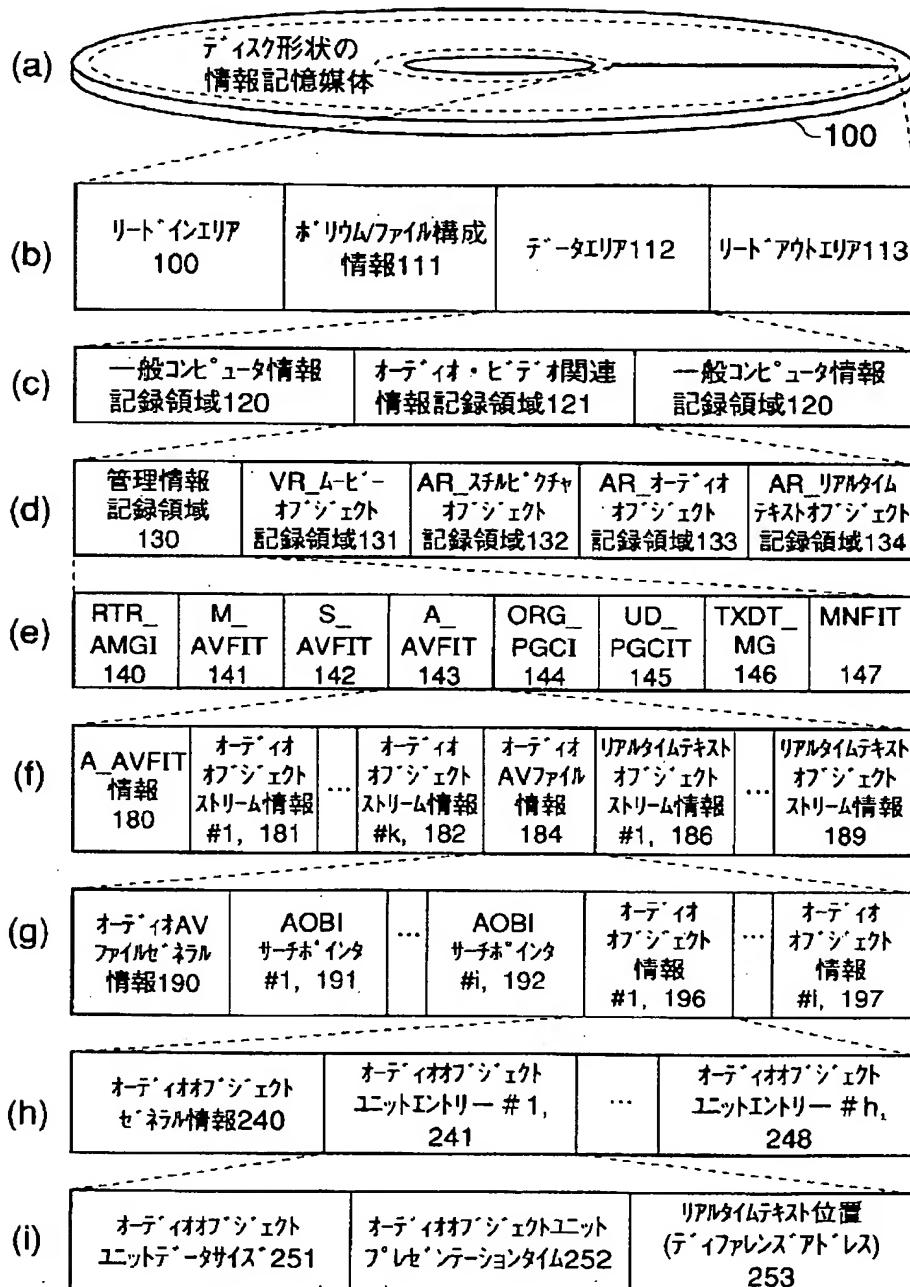 (a)
ディスク形状の
情報記憶媒体
100
(b)
リードインエリア
100
ボリウム/ファイル構成
情報111
データエリア112
リードアウトエリア113
(c)
一般コンピュータ情報
記録領域120
オーディオ・ビデオ関連
情報記録領域121
一般コンピュータ情報
記録領域120
(d)
管理情報
記録領域
130
VR_ムービー
オブジェクト
記録領域131
AR_スチルピクチャ
オブジェクト
記録領域132
AR_オーディオ
オブジェクト
記録領域133
AR_リアルタイム
テキストオブジェクト
記録領域134
(e)
RTR_
AMGI
140
M_
AVFIT
141
S_
AVFIT
142
A_
AVFIT
143
ORG_
PGCI
144
UD_
PGCIT
145
TXDT_
MG
146
MNFIT
147
(f)
A_AVFIT
情報
180
オーディオ
オブジェクト
ストリーム情報
#1, 181
…
オーディオ
オブジェクト
ストリーム情報
#k, 182
オーディオ
AVファイル
情報
184
リアルタイムテキスト
オブジェクト
ストリーム情報
#1, 186
…
リアルタイムテキスト
オブジェクト
ストリーム情報
189
(g)
オーディオAV
ファイルゼネラル
情報190
AOBI
サーチポインタ
#1, 191
…
AOBI
サーチポインタ
#i, 192
オーディオ
オブジェクト
情報
#1, 196
…
オーディオ
オブジェクト
情報
#i, 197
(h)
オーディオオブジェクト
ゼネラル情報240
オーディオオブジェクト
ユニットエントリー #1,
241
…
オーディオオブジェクト
ユニットエントリー #h,
248
(i)
オーディオオブジェクト
ユニットデータサイズ251
オーディオオブジェクトユニット
プレゼンテーションタイム252
リアルタイムテキスト位置
(ディファレンスアドレス)
253